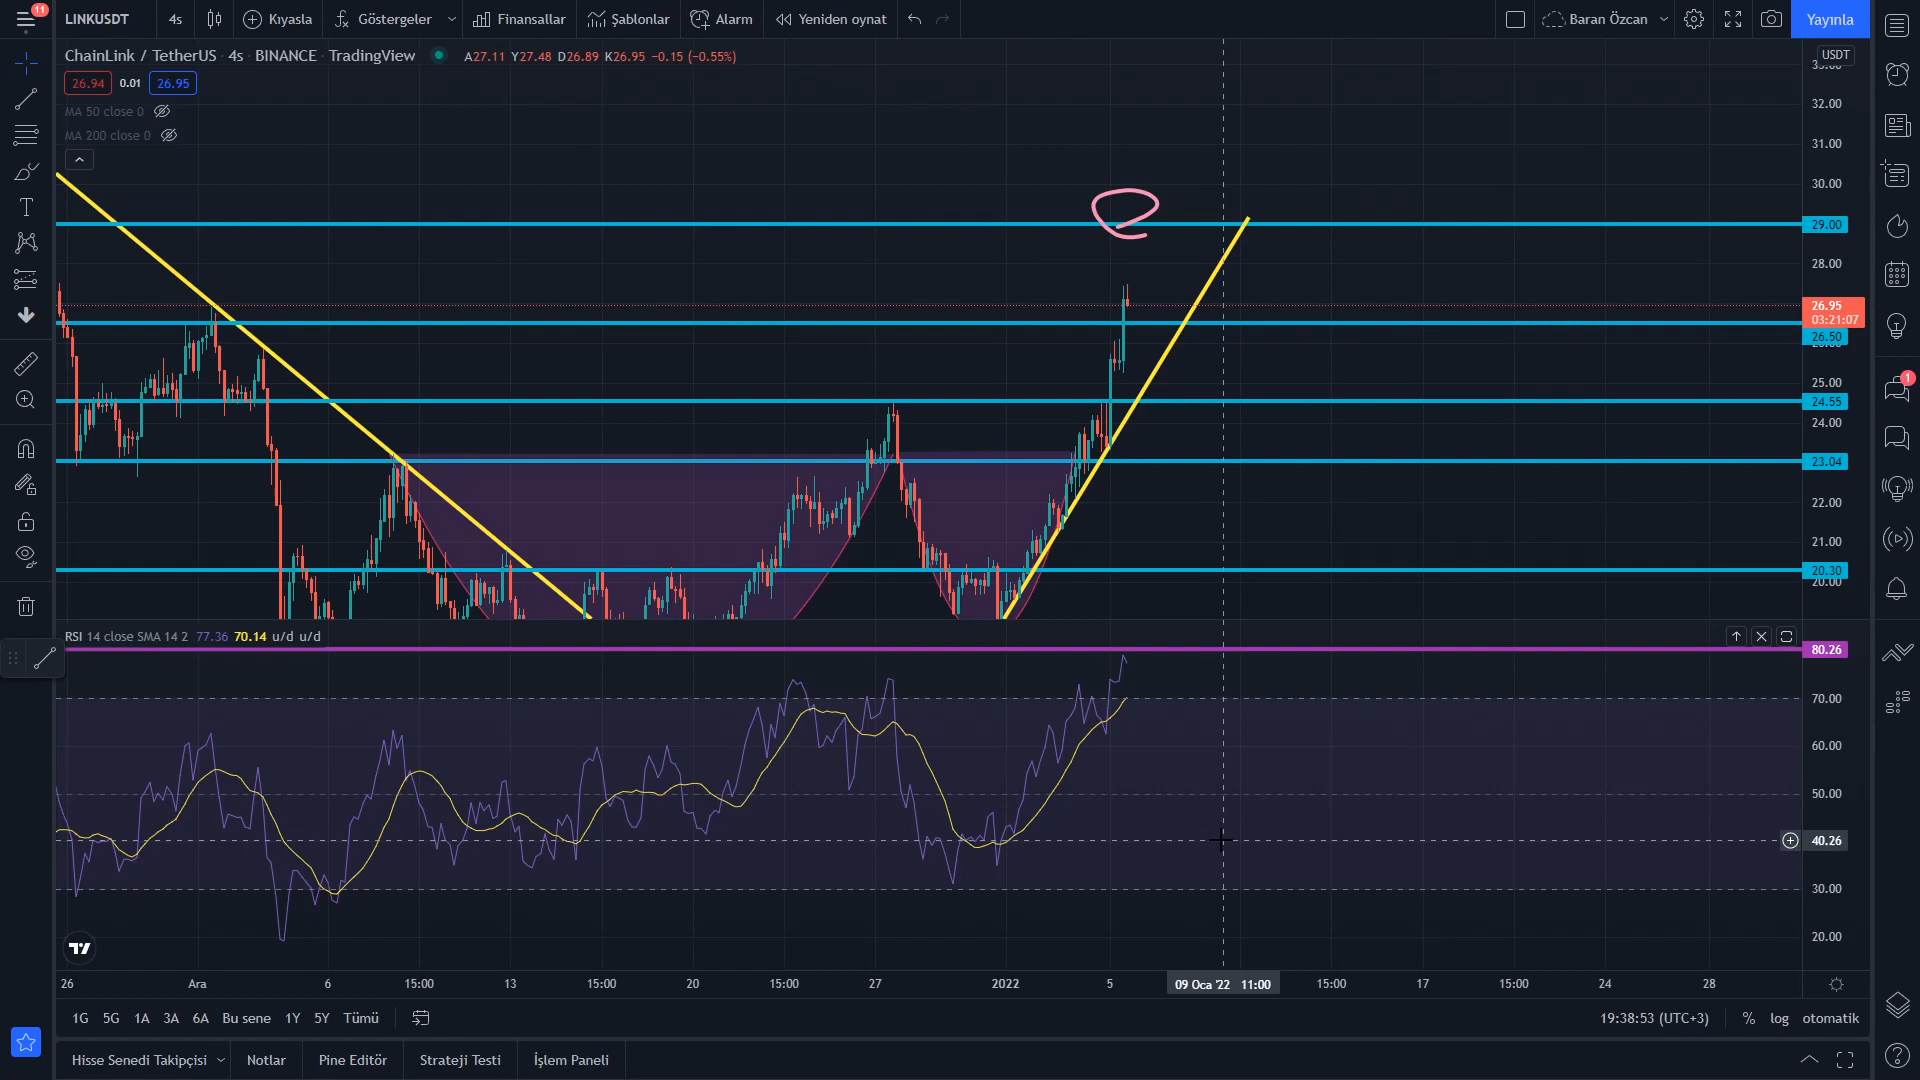 11
LINKUSDT
4s
Kıyasla
Göstergeler
Finansallar
Şablonlar
Alarm
Yeniden oynat
Baran Özcan
Yayınla
ChainLink / TetherUS · 4s · BINANCE · TradingView
A27.11 Y27.48 D26.89 K26.95 −0.15 (−0.55%)
USDT
26.94 0.01 26.95
MA 50 close 0
MA 200 close 0
32.00
31.00
30.00
29.00
28.00
26.95
03:21:07
26.50
25.00
24.55
24.00
23.04
22.00
21.00
20.30
20.00
1
RSI 14 close SMA 14 2 77.36 70.14 u/d u/d
80.26
70.00
60.00
50.00
40.26
30.00
20.00
26 Ara 6 15:00 13 15:00 20 15:00 27 2022 5 09 Oca '22 11:00 15:00 17 15:00 24 28
1G 5G 1A 3A 6A Bu sene 1Y 5Y Tümü
19:38:53 (UTC+3) % log otomatik
Hisse Senedi Takipçisi Notlar Pine Editör Strateji Testi İşlem Paneli